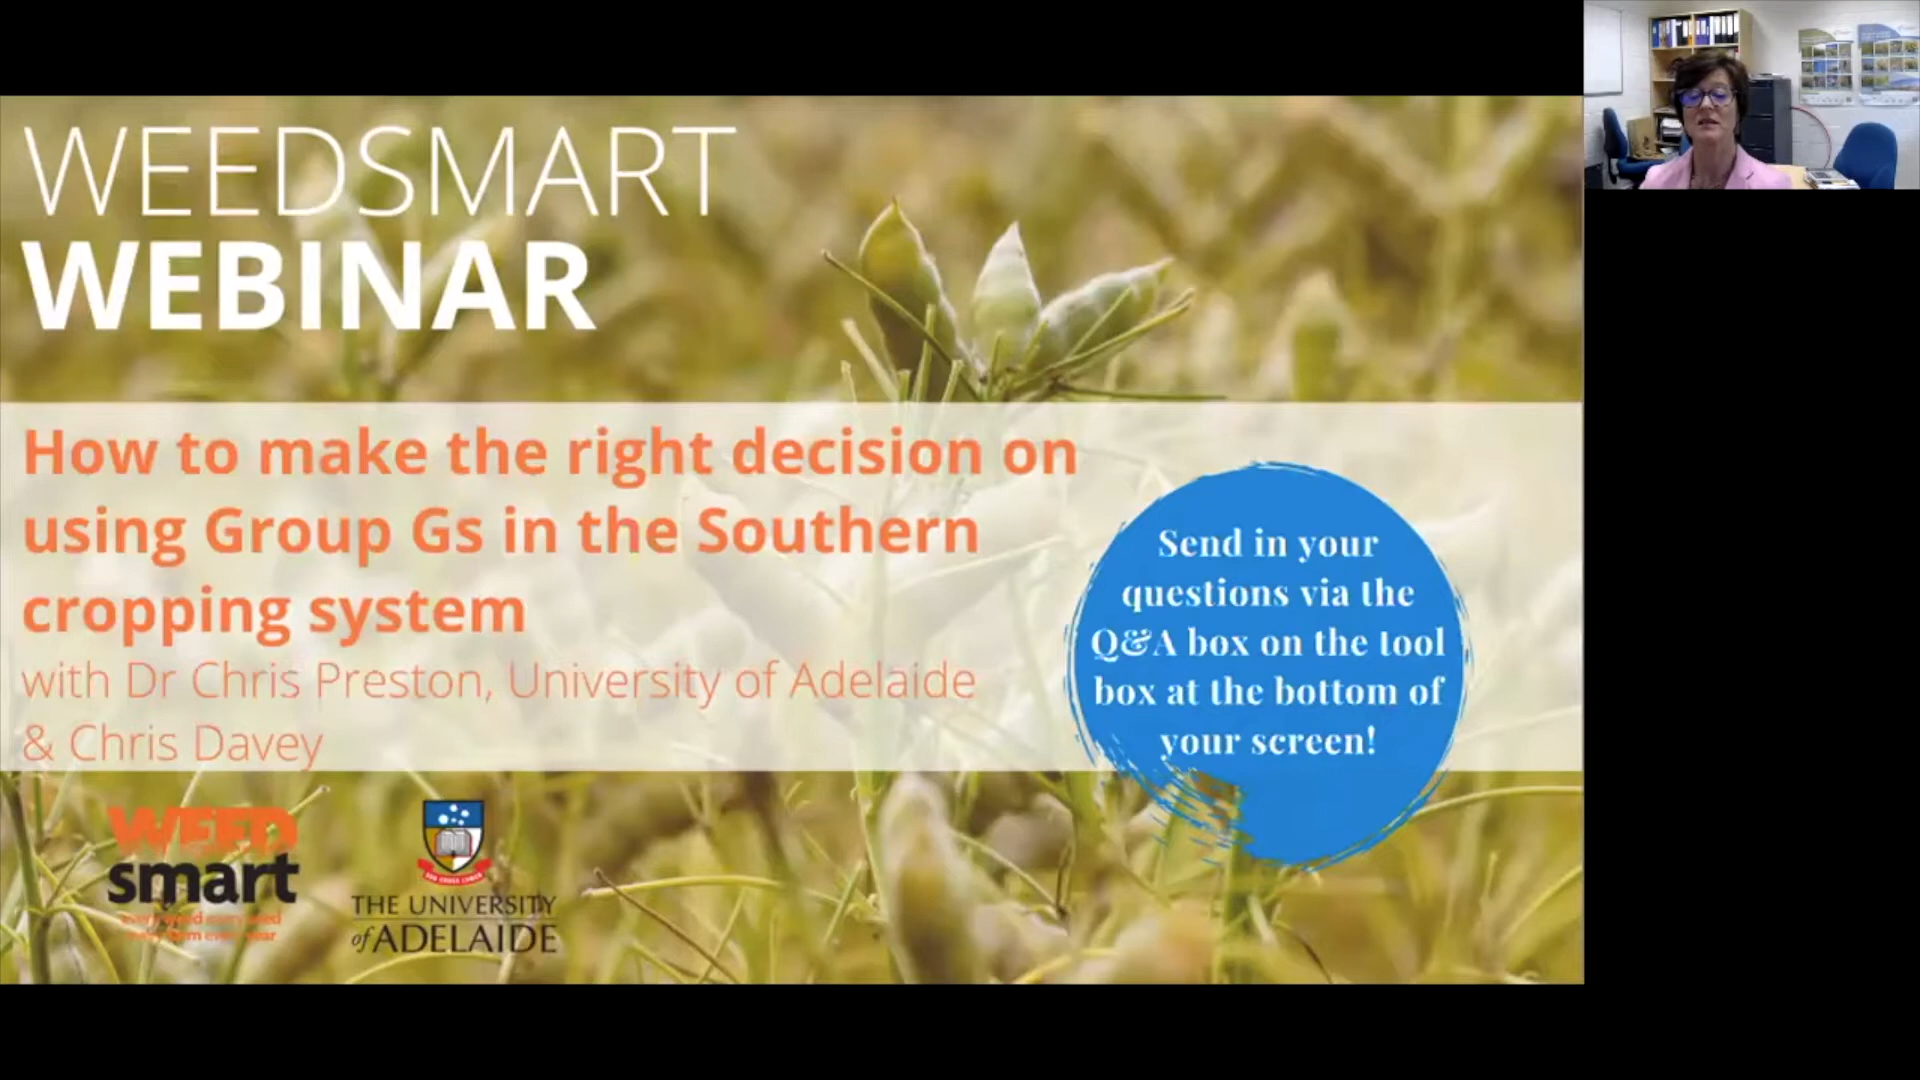 WEEDSMART
WEBINAR
How to make the right decision on
using Group Gs in the Southern
cropping system
with Dr Chris Preston, University of Adelaide
& Chris Davey
Send in your
questions via the
Q&A box on the tool
box at the bottom of
your screen!
WEED
smart
THE UNIVERSITY
of ADELAIDE